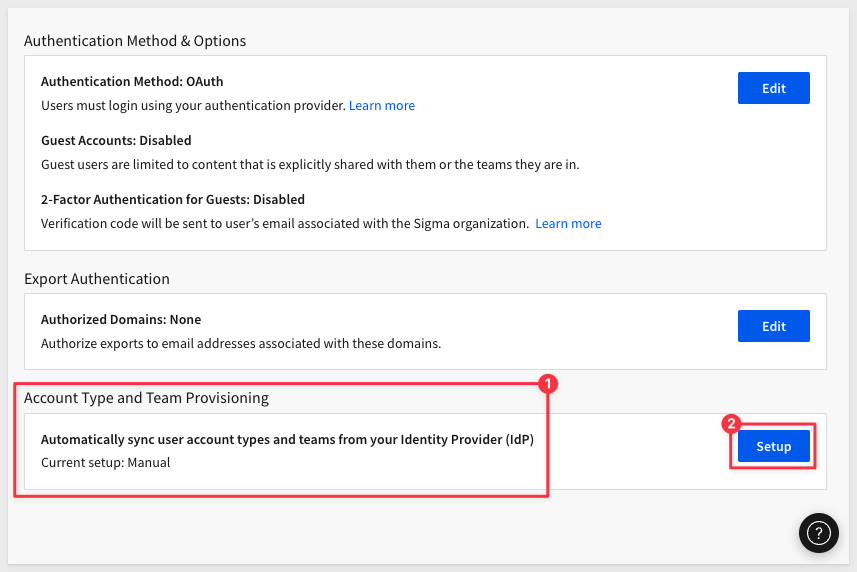 Authentication Method & Options
Authentication Method: OAuth
Edit
Users must login using your authentication provider. Learn more
Guest Accounts: Disabled
Guest users are limited to content that is explicitly shared with them or the teams they are in.
2-Factor Authentication for Guests: Disabled
Verification code will be sent to user’s email associated with the Sigma organization. Learn more
Export Authentication
Authorized Domains: None
Edit
Authorize exports to email addresses associated with these domains.
1
Account Type and Team Provisioning
2
Automatically sync user account types and teams from your Identity Provider (IdP)
Setup
Current setup: Manual
?